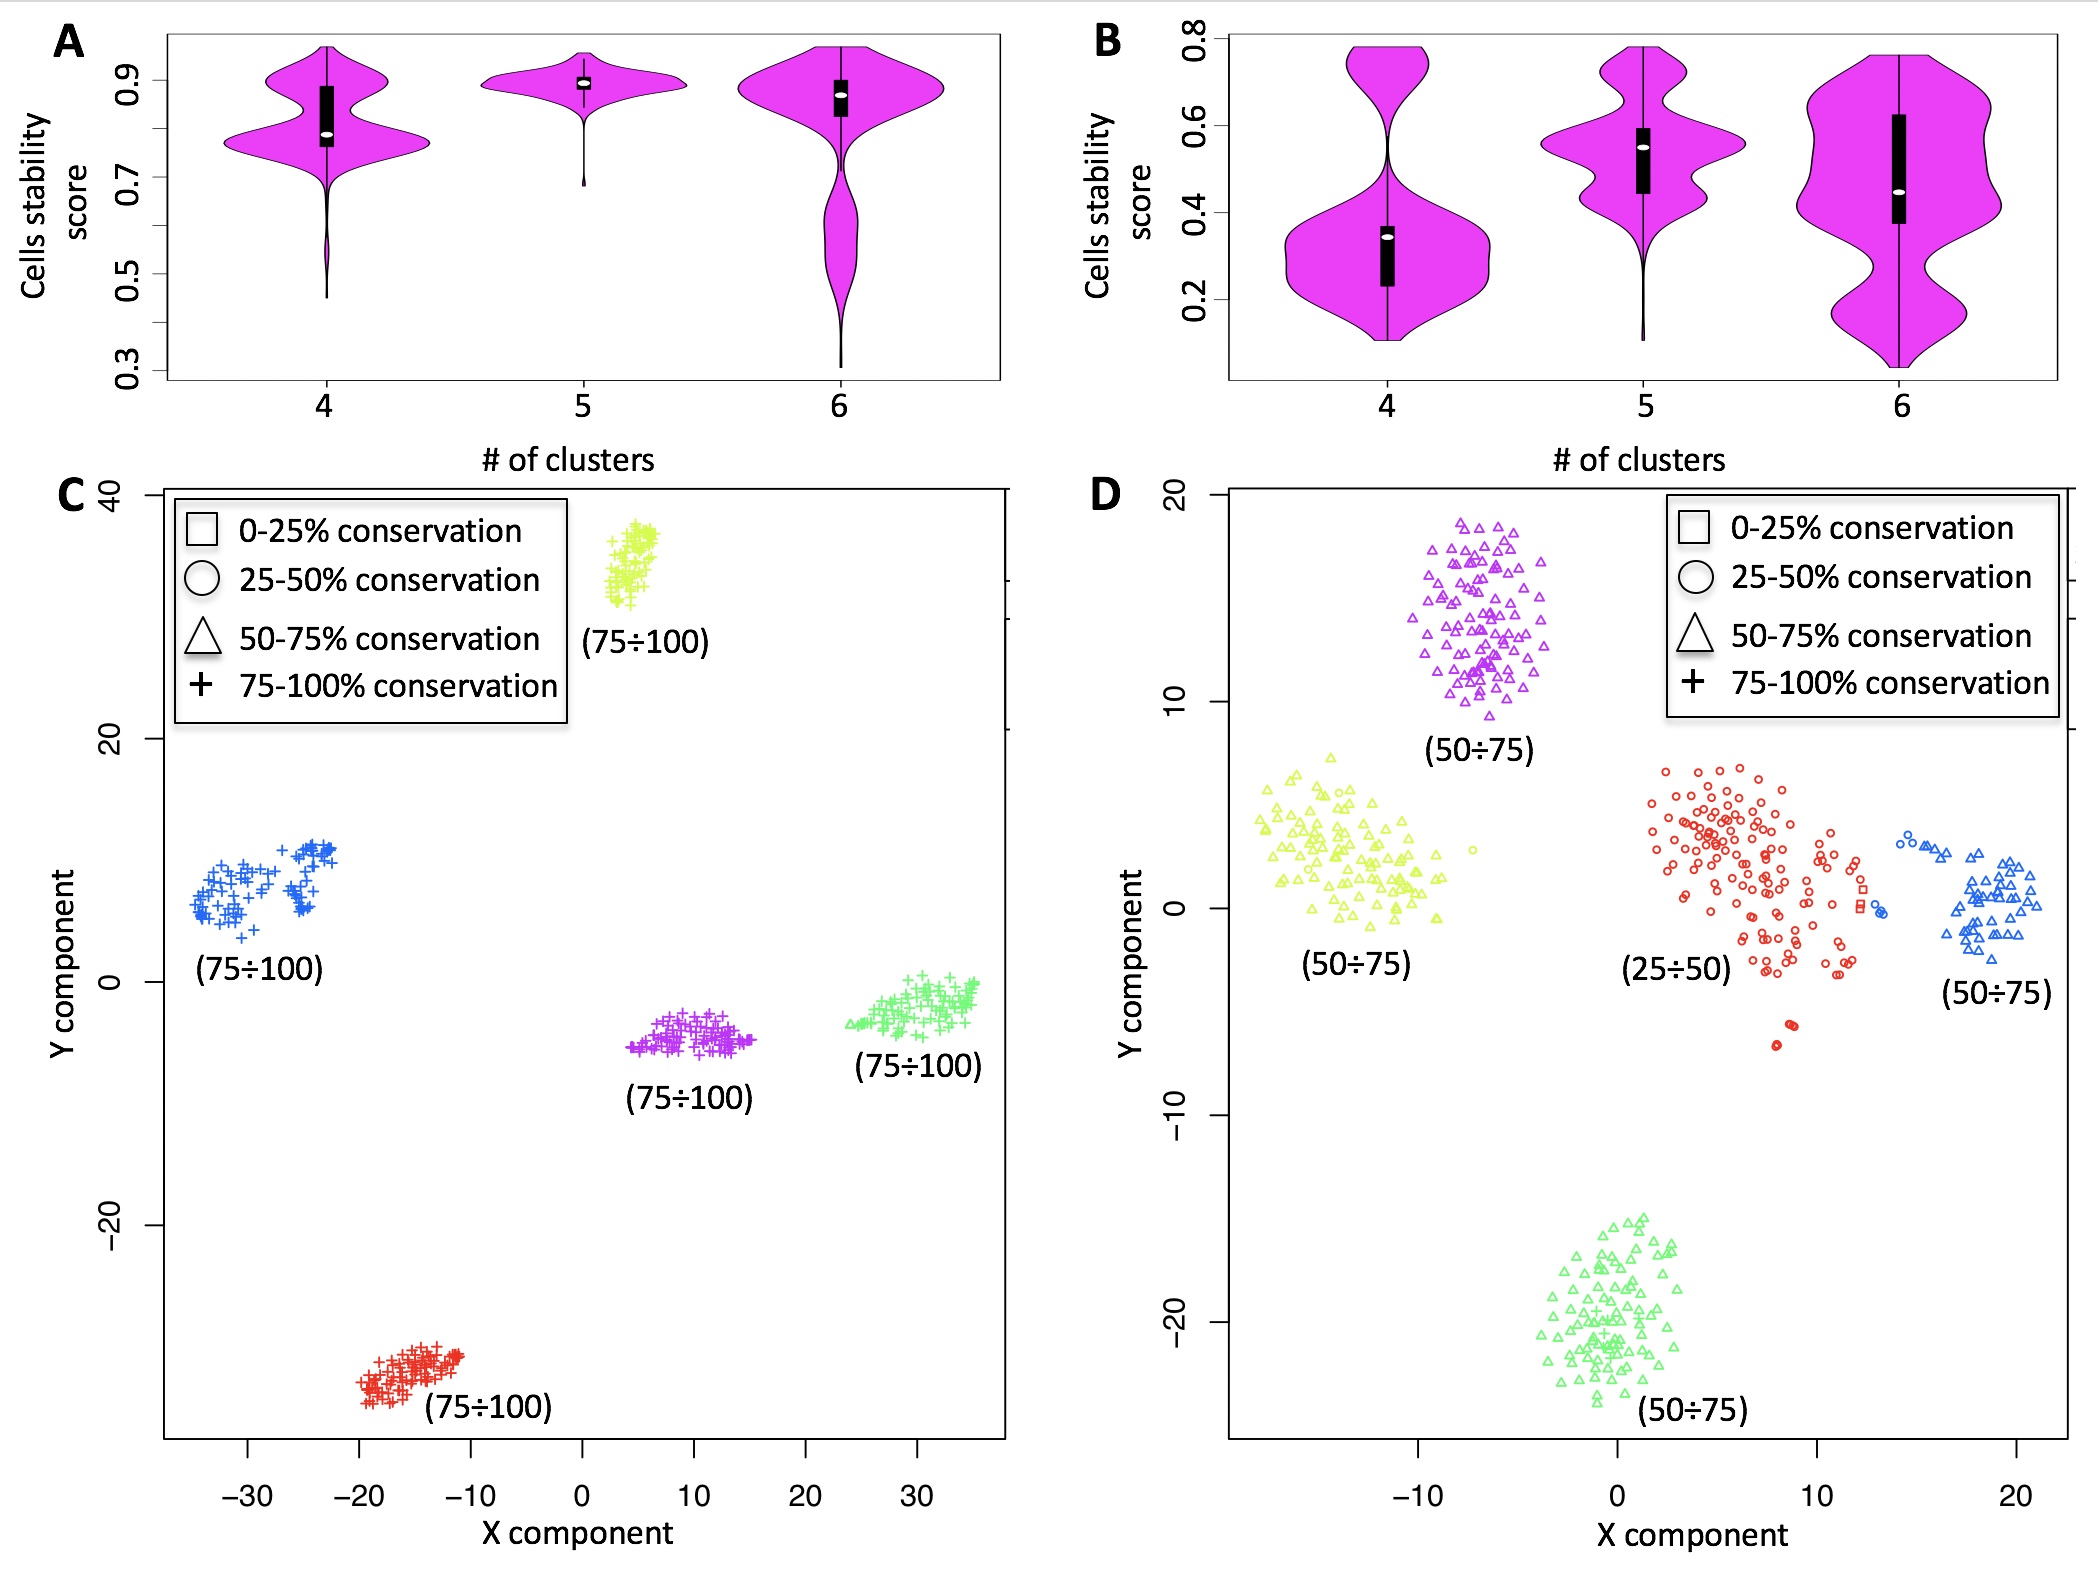 A
Cells stability
score
0.9
0.7
0.5
0.3
4
5
6
# of clusters
B
Cells stability
score
0.8
0.6
0.4
0.2
4
5
6
# of clusters
C
Y component
40
20
0
−20
0-25% conservation
25-50% conservation
50-75% conservation
75-100% conservation
(75÷100)
(75÷100)
(75÷100)
(75÷100)
(75÷100)
−30
−20
−10
0
10
20
30
X component
D
Y component
20
10
0
−10
−20
0-25% conservation
25-50% conservation
50-75% conservation
75-100% conservation
(50÷75)
(50÷75)
(25÷50)
(50÷75)
(50÷75)
−10
0
10
20
X component